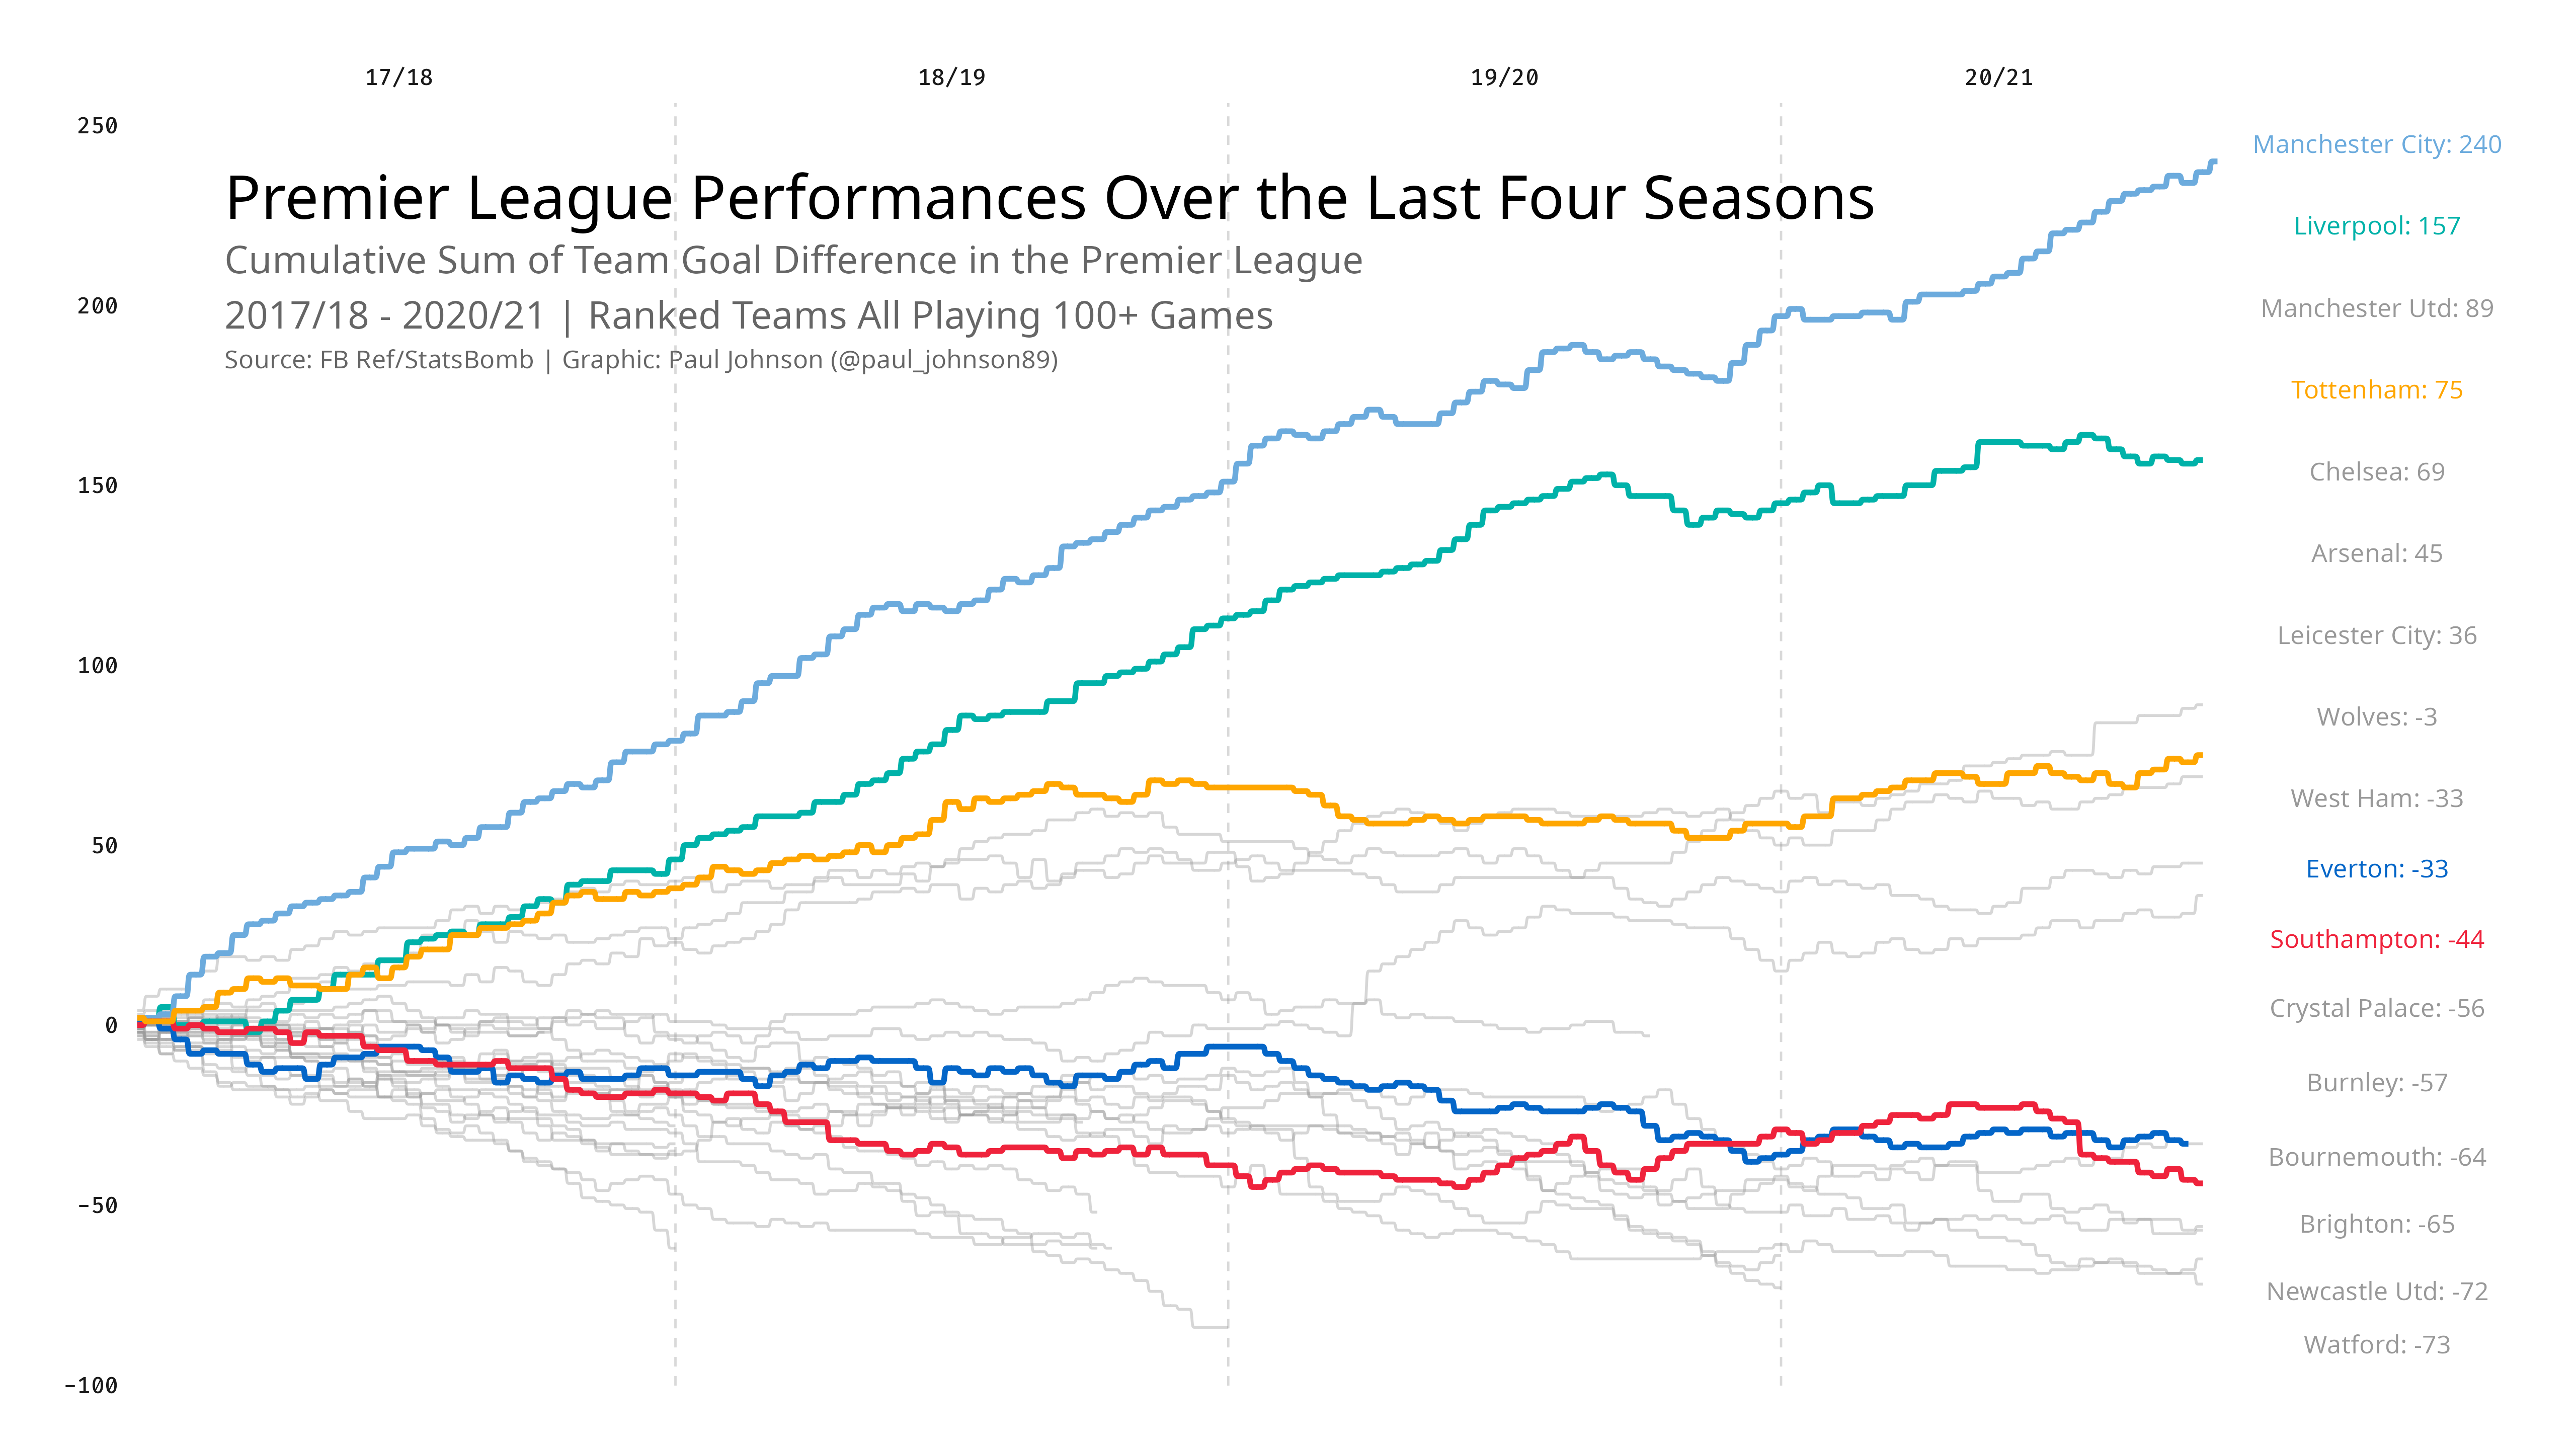 17/18
18/19
19/20
20/21
250
200
150
100
50
0
-50
-100
Premier League Performances Over the Last Four Seasons
Cumulative Sum of Team Goal Difference in the Premier League
2017/18 - 2020/21 | Ranked Teams All Playing 100+ Games
Source: FB Ref/StatsBomb | Graphic: Paul Johnson (@paul_johnson89)
Manchester City: 240
Liverpool: 157
Manchester Utd: 89
Tottenham: 75
Chelsea: 69
Arsenal: 45
Leicester City: 36
Wolves: -3
West Ham: -33
Everton: -33
Southampton: -44
Crystal Palace: -56
Burnley: -57
Bournemouth: -64
Brighton: -65
Newcastle Utd: -72
Watford: -73